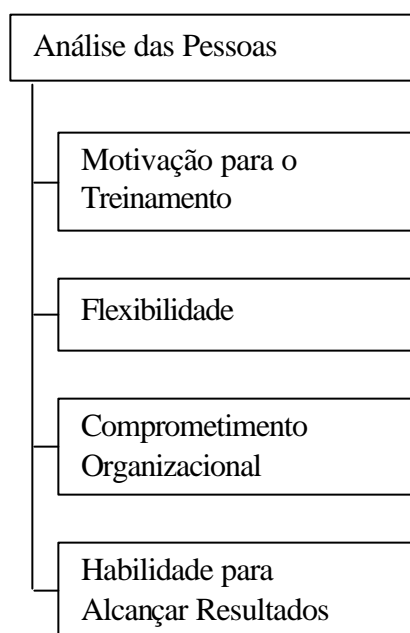 Análise das Pessoas
Motivação para o
Treinamento
Flexibilidade
Comprometimento
Organizacional
Habilidade para
Alcançar Resultados